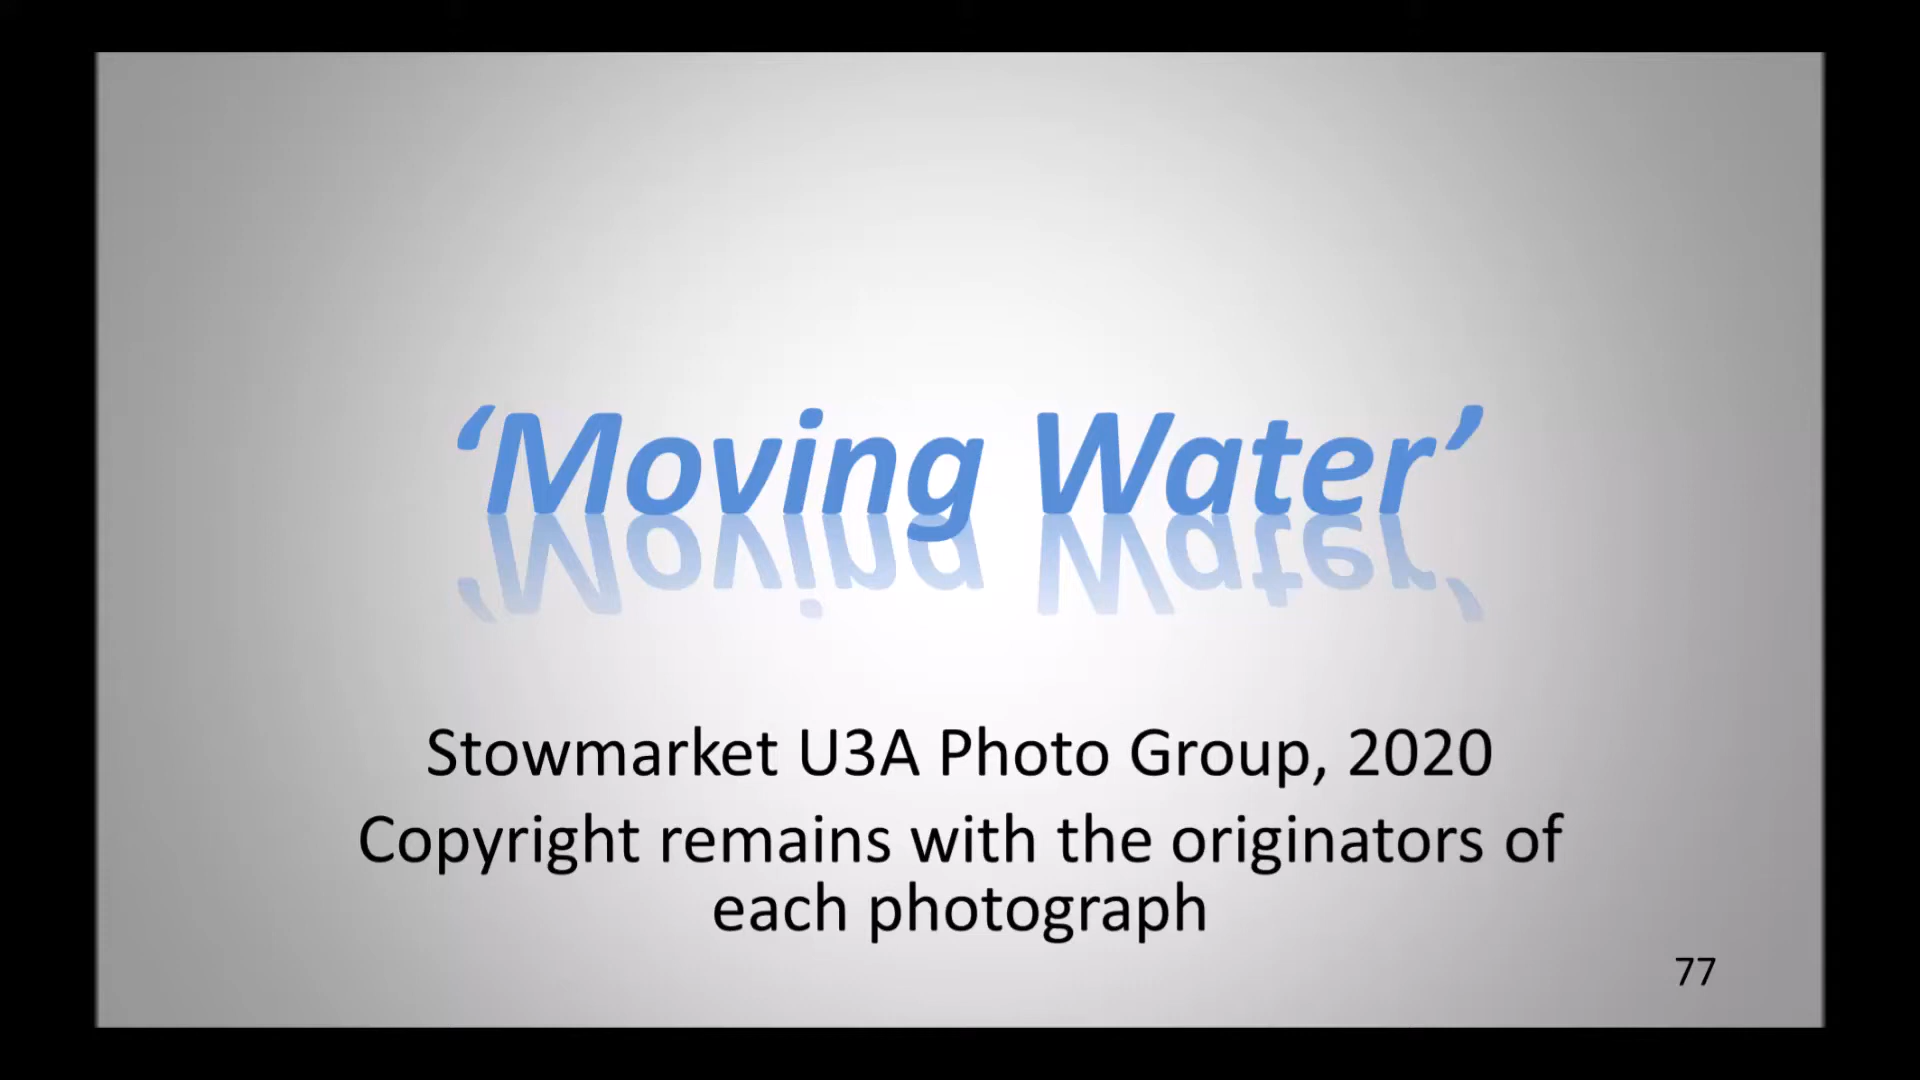 ‘Moving Water’
Stowmarket U3A Photo Group, 2020
Copyright remains with the originators of
each photograph
77